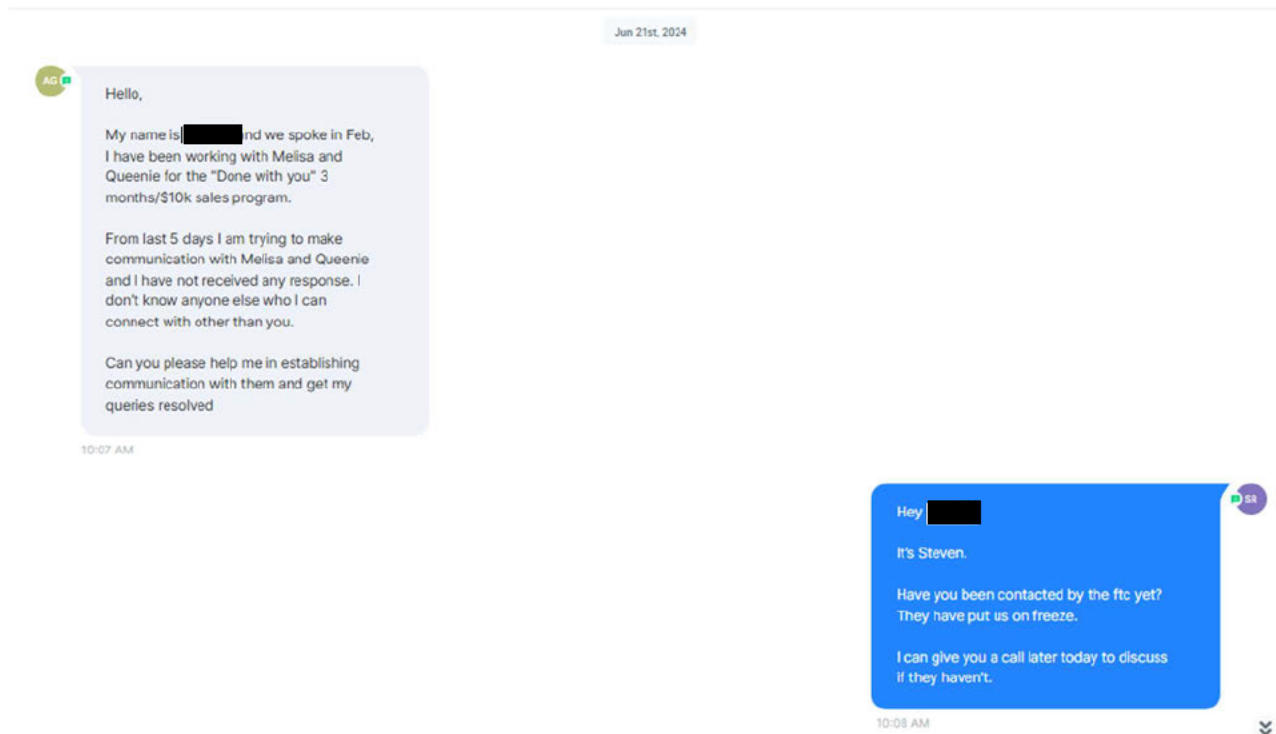 Jun 21st, 2024
AG
Hello,
My name is and we spoke in Feb,
I have been working with Melisa and
Queenie for the "Done with you" 3
months/$10k sales program.
From last 5 days I am trying to make
communication with Melisa and Queenie
and I have not received any response. I
don't know anyone else who I can
connect with other than you.
Can you please help me in establishing
communication with them and get my
queries resolved
10:07 AM
SR
Hey
It's Steven.
Have you been contacted by the ftc yet?
They have put us on freeze.
I can give you a call later today to discuss
if they haven't.
10:08 AM